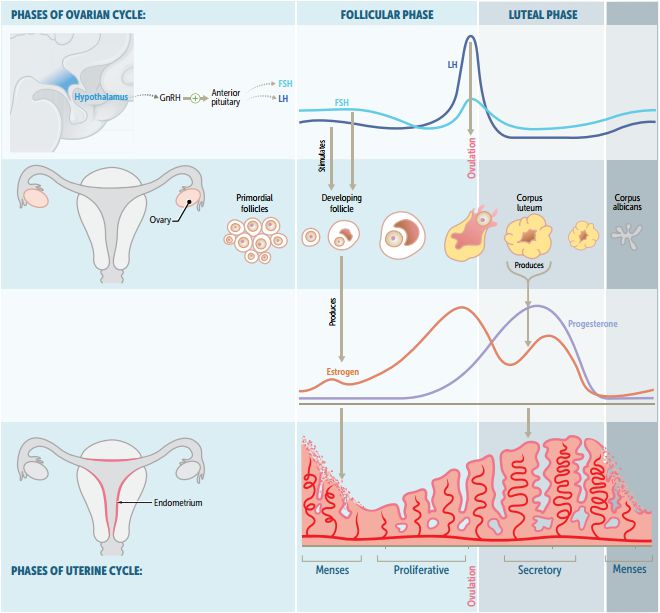 PHASES OF OVARIAN CYCLE:
FOLLICULAR PHASE
LUTEAL PHASE
Hypothalamus
GnRH
+
Anterior
pituitary
FSH
LH
LH
FSH
Stimulates
Ovulation
Ovary
Primordial
follicles
Developing
follicle
Corpus
luteum
Corpus
albicans
Produces
Produces
Estrogen
Progesterone
Endometrium
PHASES OF UTERINE CYCLE:
Menses
Proliferative
Ovulation
Secretory
Menses